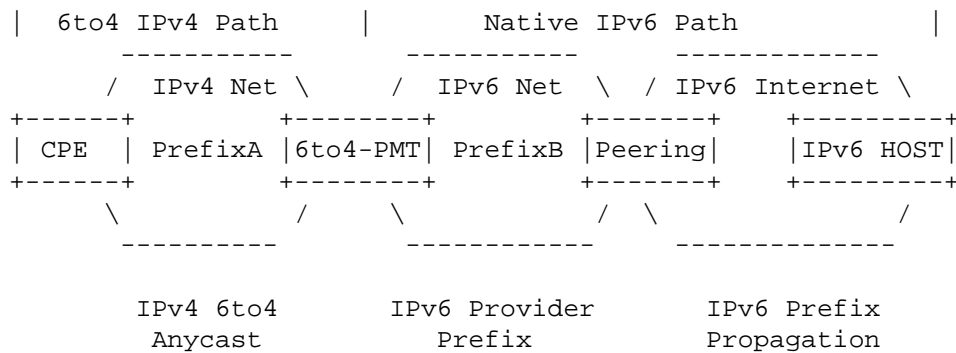 |  6to4 IPv4 Path     |       Native IPv6 Path            |
       -----------        -----------      -------------
      /  IPv4 Net \      /  IPv6 Net  \  / IPv6 Internet \
+------+          +--------+          +-------+     +---------+
| CPE  | PrefixA  |6to4-PMT| PrefixB  |Peering|     |IPv6 HOST|
+------+          +--------+          +-------+     +---------+
      \            /     \             /  \                /
       ----------         ------------     --------------

        IPv4 6to4        IPv6 Provider       IPv6 Prefix
         Anycast            Prefix           Propagation